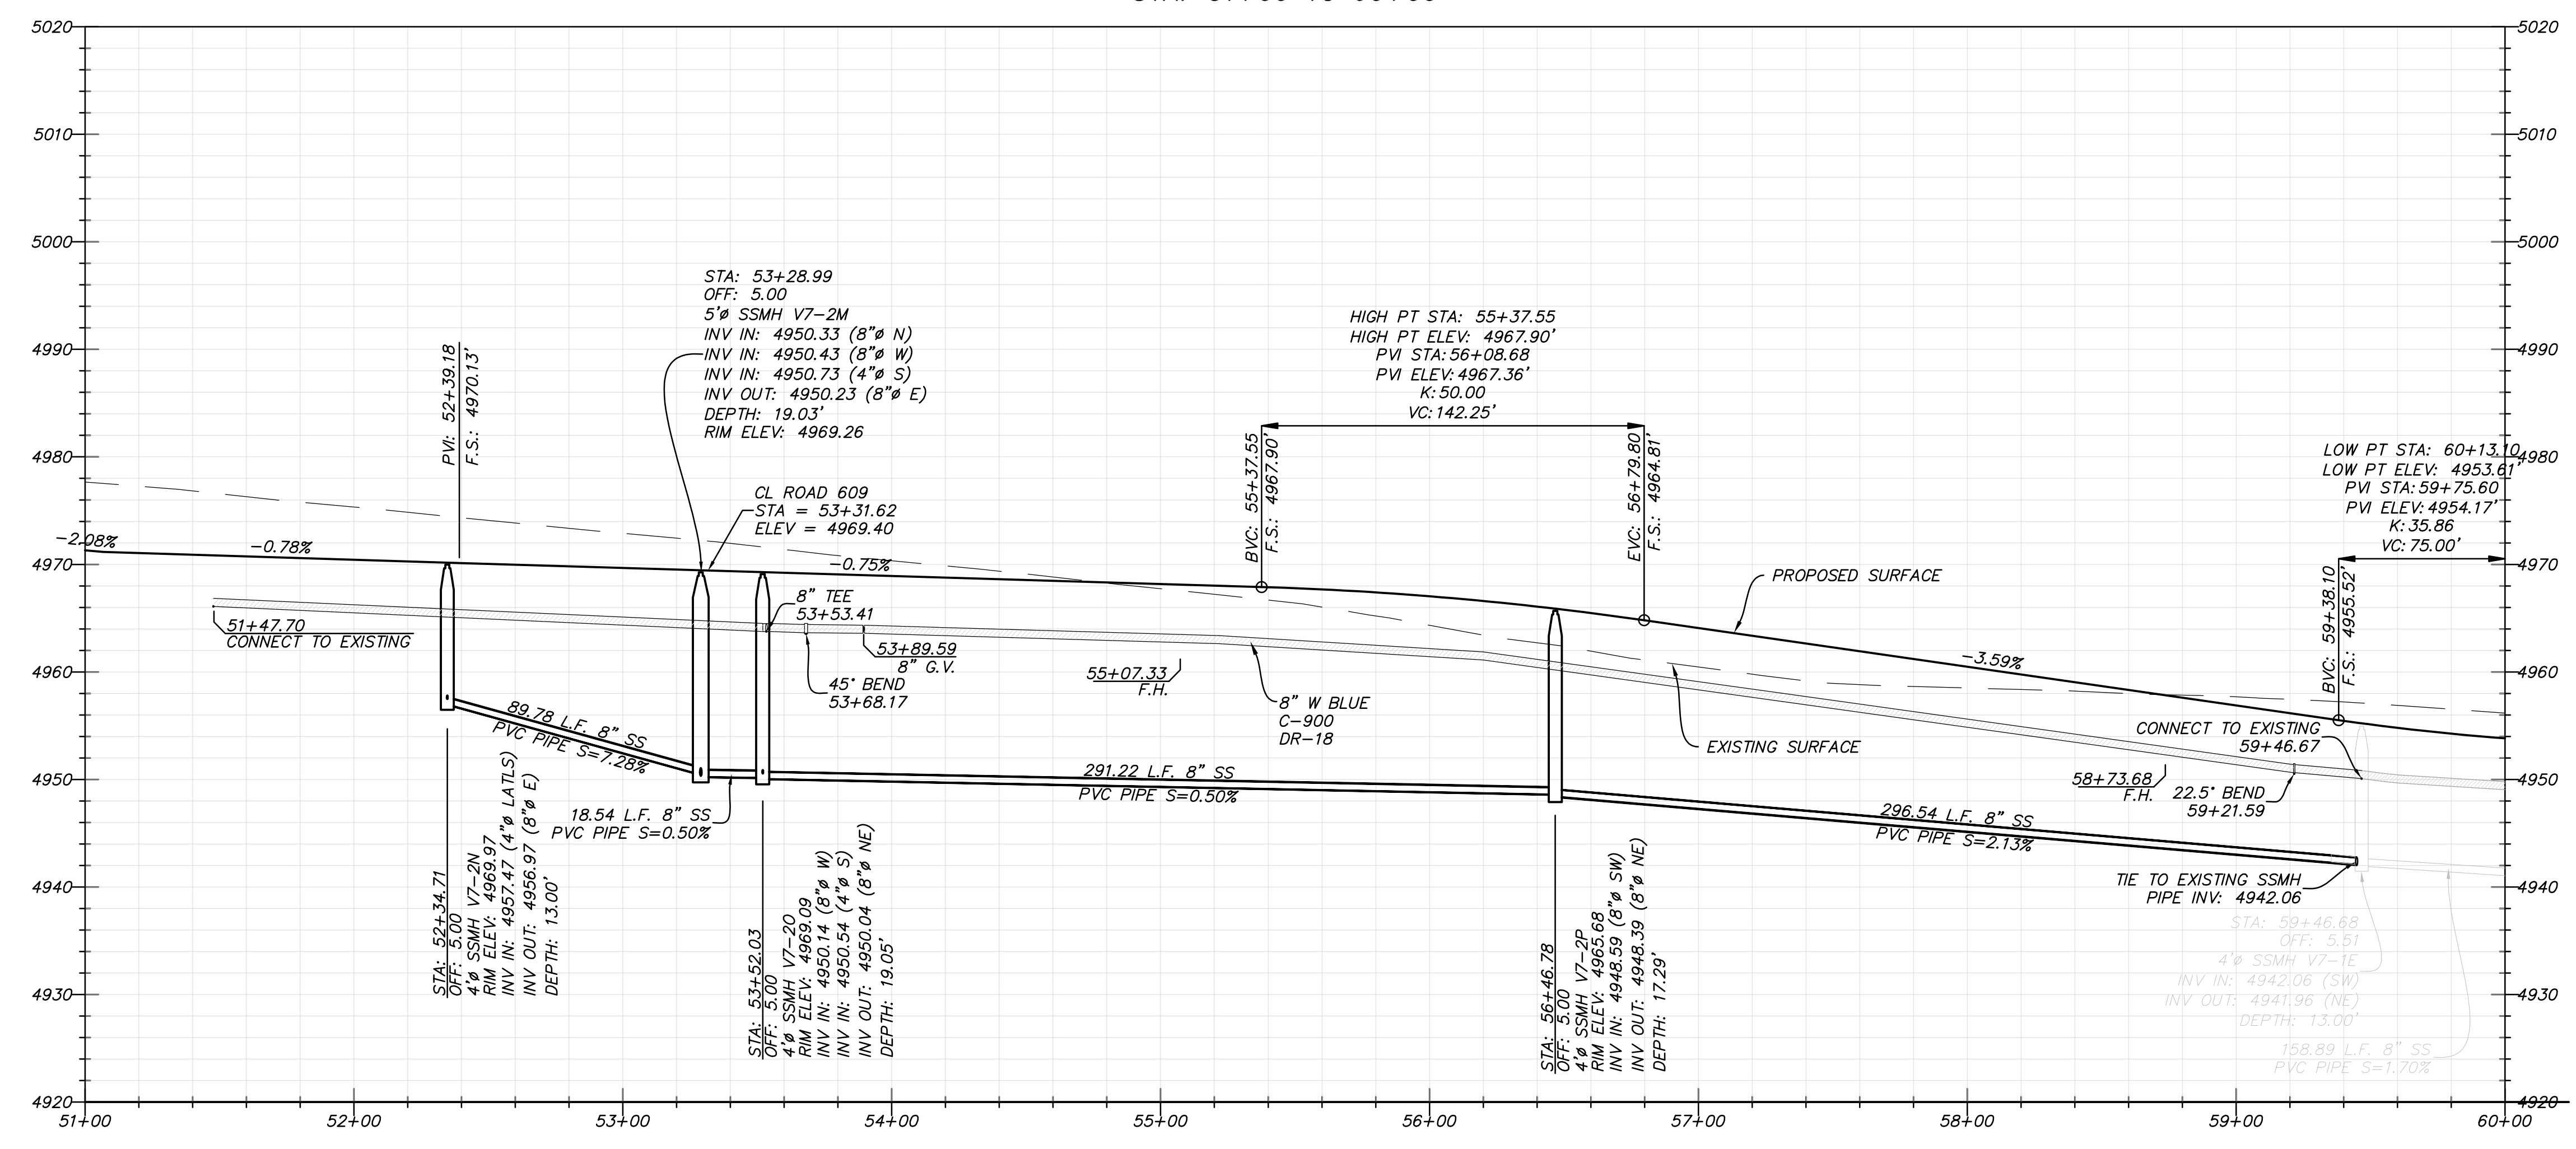 5020
5010
5000
4990
4980
4970
4960
4950
4940
4930
4920
5020
5010
5000
4990
4980
4970
4960
4950
4940
4930
4920
51+00
52+00
53+00
54+00
55+00
56+00
57+00
58+00
59+00
60+00
-2.08%
-0.78%
PVI: 52+39.18
F.S.: 4970.13'
STA: 53+28.99
OFF: 5.00
5'ø SSMH V7-2M
INV IN: 4950.33 (8"ø N)
INV IN: 4950.43 (8"ø W)
INV IN: 4950.73 (4"ø S)
INV OUT: 4950.23 (8"ø E)
DEPTH: 19.03'
RIM ELEV: 4969.26
CL ROAD 609
STA = 53+31.62
ELEV = 4969.40
-0.75%
HIGH PT STA: 55+37.55
HIGH PT ELEV: 4967.90'
PVI STA:56+08.68
PVI ELEV:4967.36'
K:50.00
VC:142.25'
BVC: 55+37.55
F.S.: 4967.90'
EVC: 56+79.80
F.S.: 4964.81'
PROPOSED SURFACE
-3.59%
LOW PT STA: 60+13.10
LOW PT ELEV: 4953.61'
PVI STA:59+75.60
PVI ELEV:4954.17'
K:35.86
VC:75.00'
BVC: 59+38.10
F.S.: 4955.52'
51+47.70
CONNECT TO EXISTING
8" TEE
53+53.41
53+89.59
8" G.V.
45° BEND
53+68.17
55+07.33
F.H.
8" W BLUE
C-900
DR-18
EXISTING SURFACE
CONNECT TO EXISTING
59+46.67
58+73.68
F.H.
22.5° BEND
59+21.59
89.78 L.F. 8" SS
PVC PIPE S=7.28%
18.54 L.F. 8" SS
PVC PIPE S=0.50%
291.22 L.F. 8" SS
PVC PIPE S=0.50%
296.54 L.F. 8" SS
PVC PIPE S=2.13%
TIE TO EXISTING SSMH
PIPE INV: 4942.06
STA: 52+34.71
OFF: 5.00
4'ø SSMH V7-2N
RIM ELEV: 4969.97
INV IN: 4957.47 (4"ø LATLS)
INV OUT: 4956.97 (8"ø E)
DEPTH: 13.00'
STA: 53+52.03
OFF: 5.00
4'ø SSMH V7-20
RIM ELEV: 4969.09
INV IN: 4950.14 (8"ø W)
INV IN: 4950.54 (4"ø S)
INV OUT: 4950.04 (8"ø NE)
DEPTH: 19.05'
STA: 56+46.78
OFF: 5.00
4'ø SSMH V7-2P
RIM ELEV: 4965.68
INV IN: 4948.59 (8"ø SW)
INV OUT: 4948.39 (8"ø NE)
DEPTH: 17.29'
STA: 59+46.68
OFF: 5.51
4'ø SSMH V7-1E
INV IN: 4942.06 (SW)
INV OUT: 4941.96 (NE)
DEPTH: 13.00'
158.89 L.F. 8" SS
PVC PIPE S=1.70%